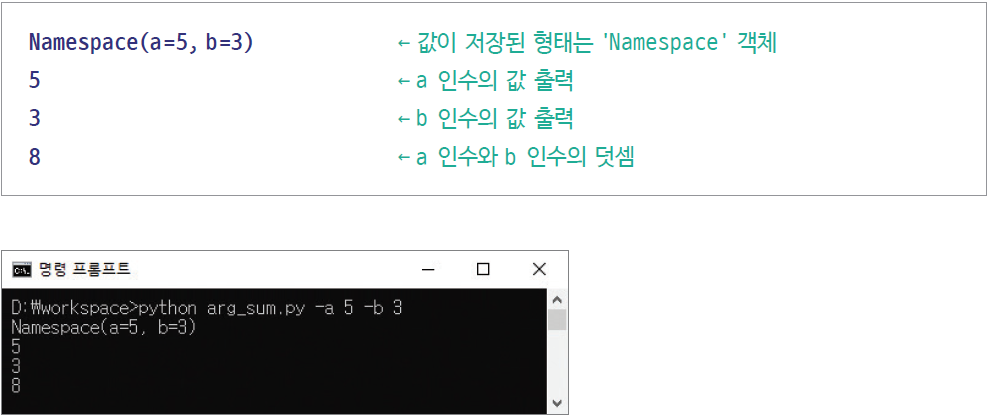 Namespace(a=5, b=3) ← 값이 저장된 형태는 'Namespace' 객체
5 ← a 인수의 값 출력
3 ← b 인수의 값 출력
8 ← a 인수와 b 인수의 덧셈
명령 프롬프트
D:₩workspace>python arg_sum.py -a 5 -b 3
Namespace(a=5, b=3)
5
3
8